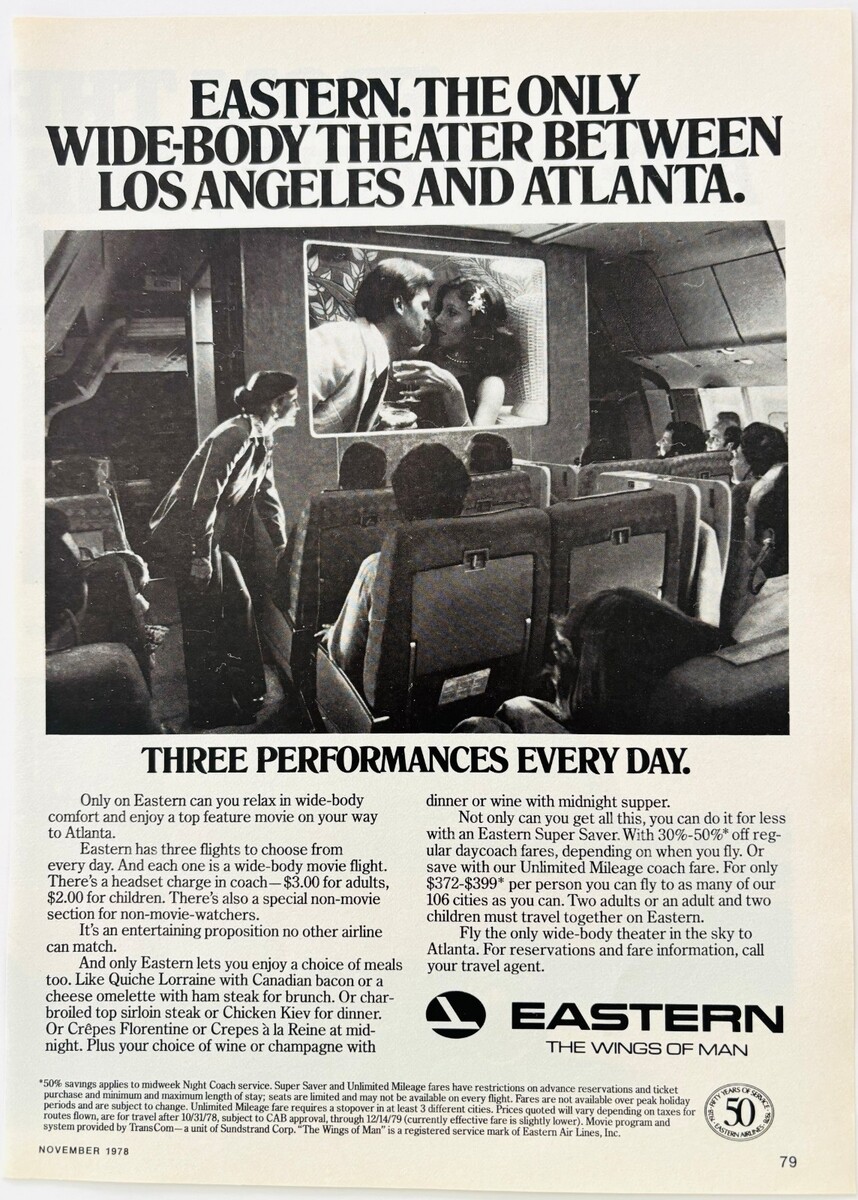 EASTERN. THE ONLY
WIDE-BODY THEATER BETWEEN
LOS ANGELES AND ATLANTA.
THREE PERFORMANCES EVERY DAY.
Only on Eastern can you relax in wide-body
comfort and enjoy a top feature movie on your way
to Atlanta.
Eastern has three flights to choose from
every day. And each one is a wide-body movie flight.
There's a headset charge in coach—$3.00 for adults,
$2.00 for children. There's also a special non-movie
section for non-movie-watchers.
It's an entertaining proposition no other airline
can match.
And only Eastern lets you enjoy a choice of meals
too. Like Quiche Lorraine with Canadian bacon or a
cheese omelette with ham steak for brunch. Or char-
broiled top sirloin steak or Chicken Kiev for dinner.
Or Crêpes Florentine or Crepes à la Reine at mid-
night. Plus your choice of wine or champagne with
dinner or wine with midnight supper.
Not only can you get all this, you can do it for less
with an Eastern Super Saver. With 30%-50%* off reg-
ular daycoach fares, depending on when you fly. Or
save with our Unlimited Mileage coach fare. For only
$372-$399* per person you can fly to as many of our
106 cities as you can. Two adults or an adult and two
children must travel together on Eastern.
Fly the only wide-body theater in the sky to
Atlanta. For reservations and fare information, call
your travel agent.
EASTERN
THE WINGS OF MAN
*50% savings applies to midweek Night Coach service. Super Saver and Unlimited Mileage fares have restrictions on advance reservations and ticket
purchase and minimum and maximum length of stay; seats are limited and may not be available on every flight. Fares are not available over peak holiday
periods and are subject to change. Unlimited Mileage fare requires a stopover in at least 3 different cities. Prices quoted will vary depending on taxes for
routes flown, are for travel after 10/31/78, subject to CAB approval, through 12/14/79 (currently effective fare is slightly lower). Movie program and
system provided by TransCom—a unit of Sundstrand Corp. "The Wings of Man" is a registered service mark of Eastern Air Lines, Inc.
FIFTY YEARS OF SERVICE
1928
50
1978
EASTERN AIRLINES
NOVEMBER 1978
79